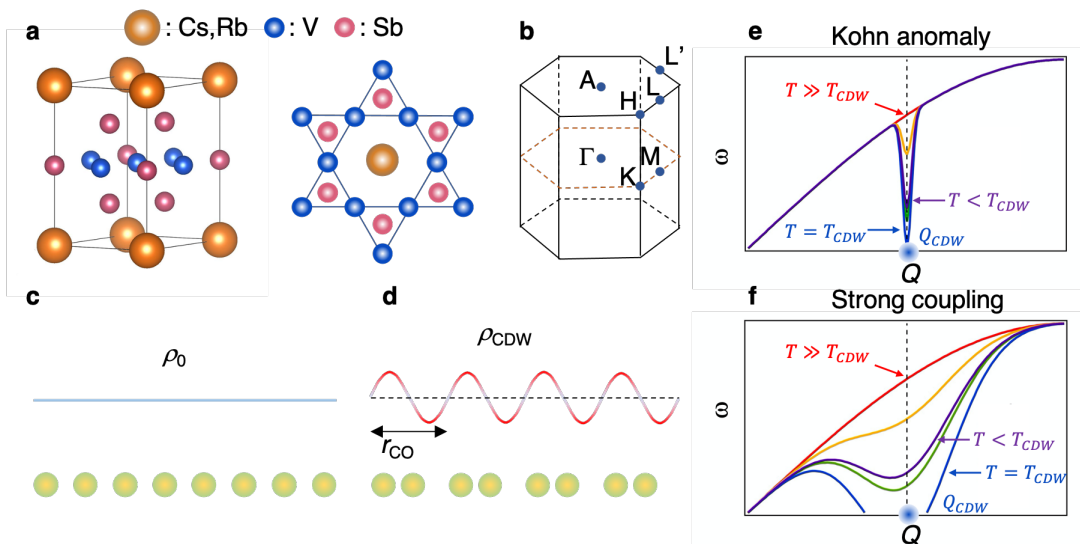 a : Cs,Rb : V : Sb
b
A
H
L
L’
Γ
M
K
e Kohn anomaly
T ≫ T_CDW
ω
T < T_CDW
T = T_CDW
Q_CDW
Q
c
ρ₀
d
ρ_CDW
r_CO
f Strong coupling
T ≫ T_CDW
ω
T < T_CDW
T = T_CDW
Q_CDW
Q